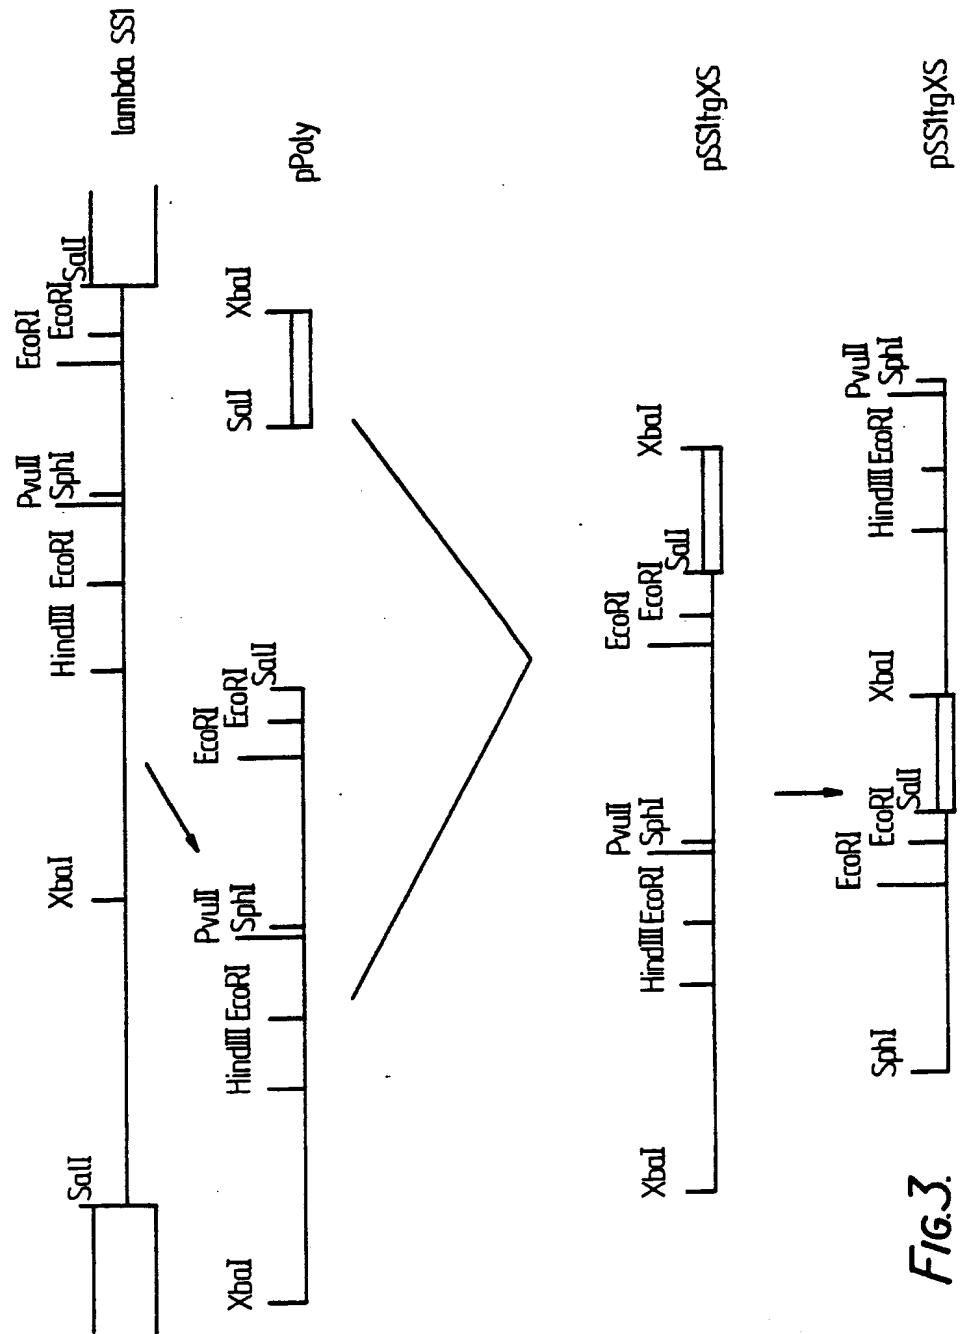 SalI XbaI HindIII EcoRI PvuII SphI EcoRI EcoRI SalI lambda SS1
XbaI HindIII EcoRI PvuII SphI EcoRI EcoRI SalI SalI XbaI pPoly
XbaI HindIII EcoRI PvuII SphI EcoRI EcoRI SalI XbaI pSS1tgXS
SphI EcoRI EcoRI SalI XbaI HindIII EcoRI PvuII SphI pSS1tgXS
FIG.3.